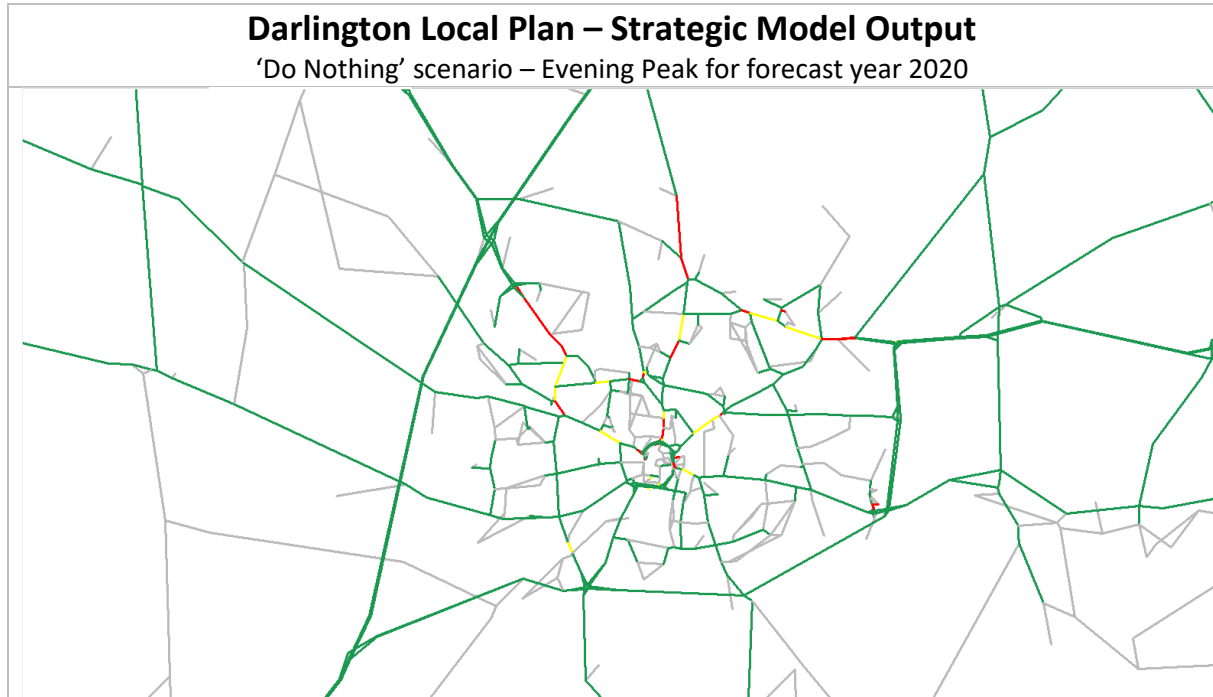 Darlington Local Plan – Strategic Model Output
‘Do Nothing’ scenario – Evening Peak for forecast year 2020